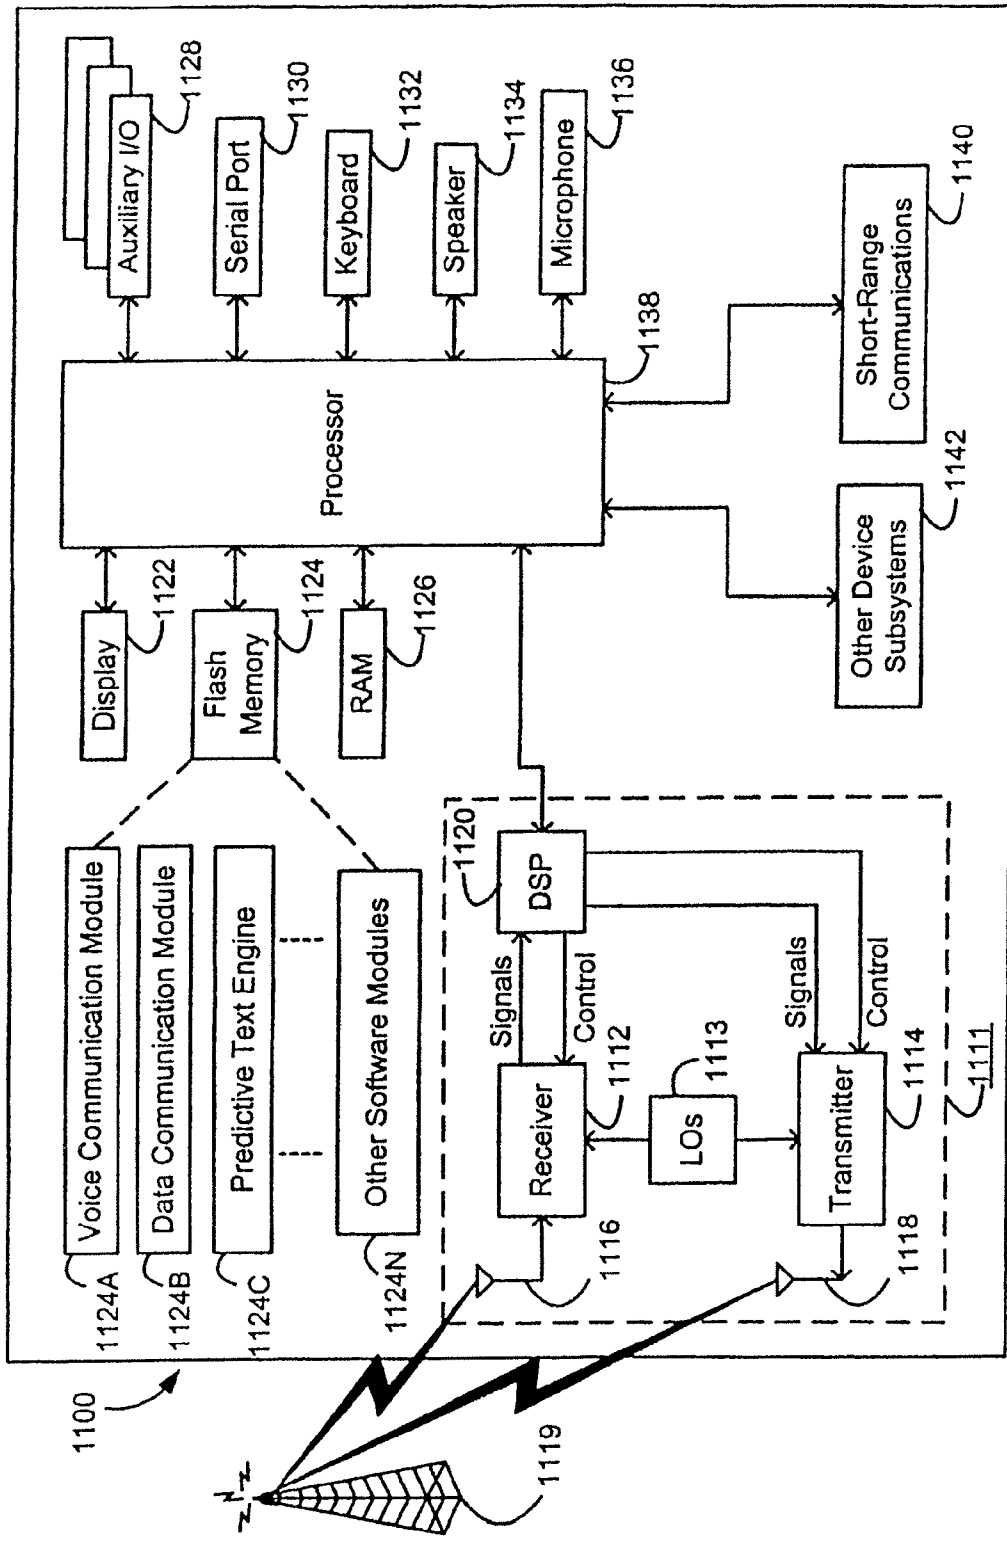 1100
1119
1124A
Voice Communication Module
1124B
Data Communication Module
1124C
Predictive Text Engine
1124N
Other Software Modules
Display
1122
Flash
Memory
1124
RAM
1126
Processor
1138
Auxiliary I/O
1128
Serial Port
1130
Keyboard
1132
Speaker
1134
Microphone
1136
1116
Receiver
1112
Signals
Control
DSP
1120
LOs
1113
1118
Transmitter
1114
Signals
Control
1111
Other Device
Subsystems
1142
Short-Range
Communications
1140